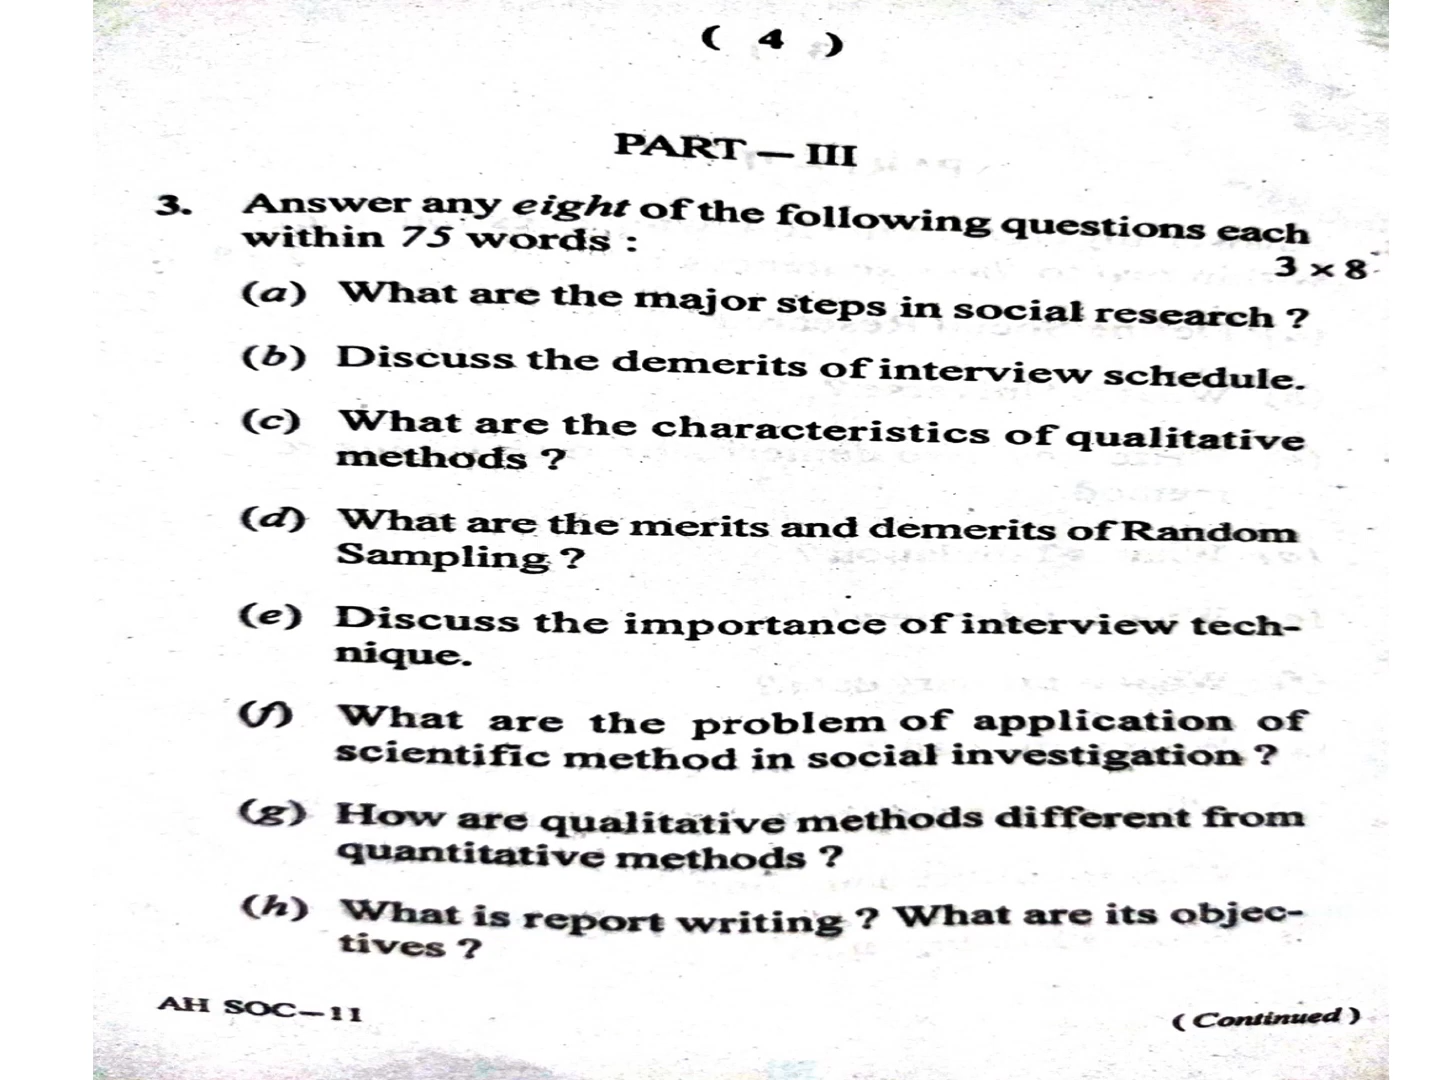 ( 4 )
PART — III
3. Answer any eight of the following questions each
within 75 words :
3 × 8
(a) What are the major steps in social research ?
(b) Discuss the demerits of interview schedule.
(c) What are the characteristics of qualitative
methods ?
(d) What are the merits and demerits of Random
Sampling ?
(e) Discuss the importance of interview tech-
nique.
(f) What are the problem of application of
scientific method in social investigation ?
(g) How are qualitative methods different from
quantitative methods ?
(h) What is report writing ? What are its objec-
tives ?
AH SOC—11
( Continued )